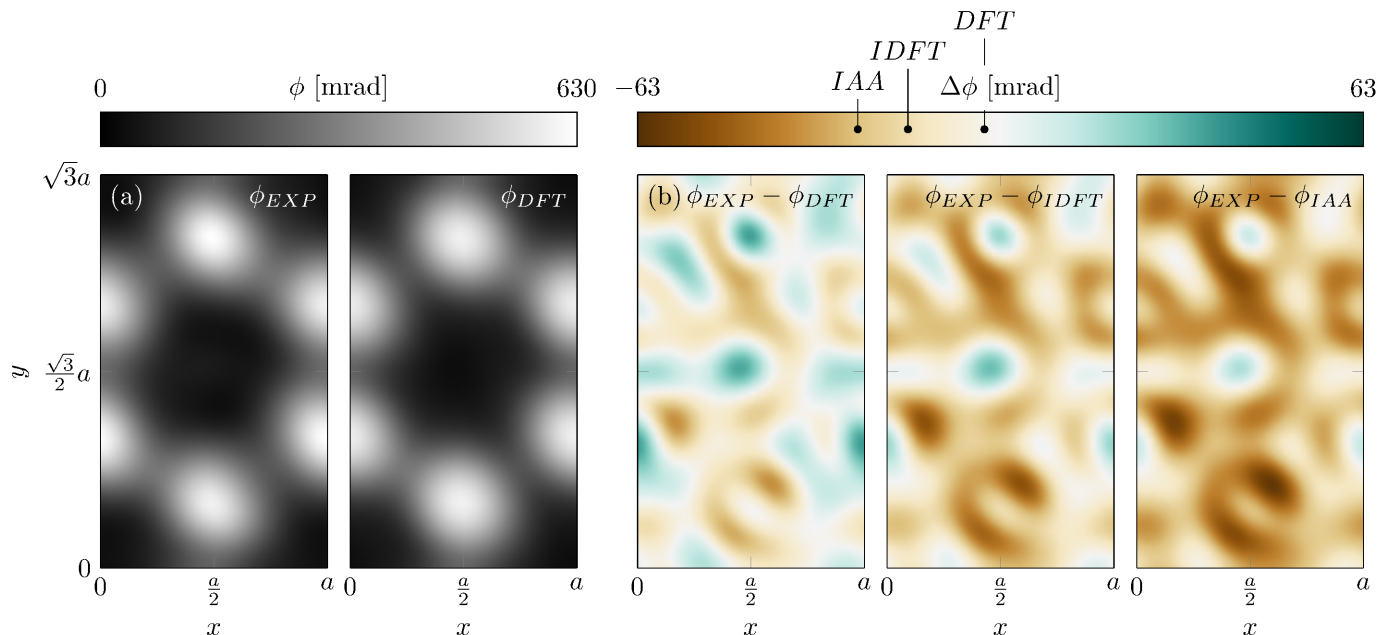 DFT
IDFT
IAA
0 ϕ [mrad] 630
−63 Δϕ [mrad] 63
√3a
(a) ϕ_EXP
ϕ_DFT
(b) ϕ_EXP − ϕ_DFT
ϕ_EXP − ϕ_IDFT
ϕ_EXP − ϕ_IAA
y
√3/2 a
0
0 a/2 a
0 a/2 a
0 a/2 a
0 a/2 a
0 a/2 a
x x x x x